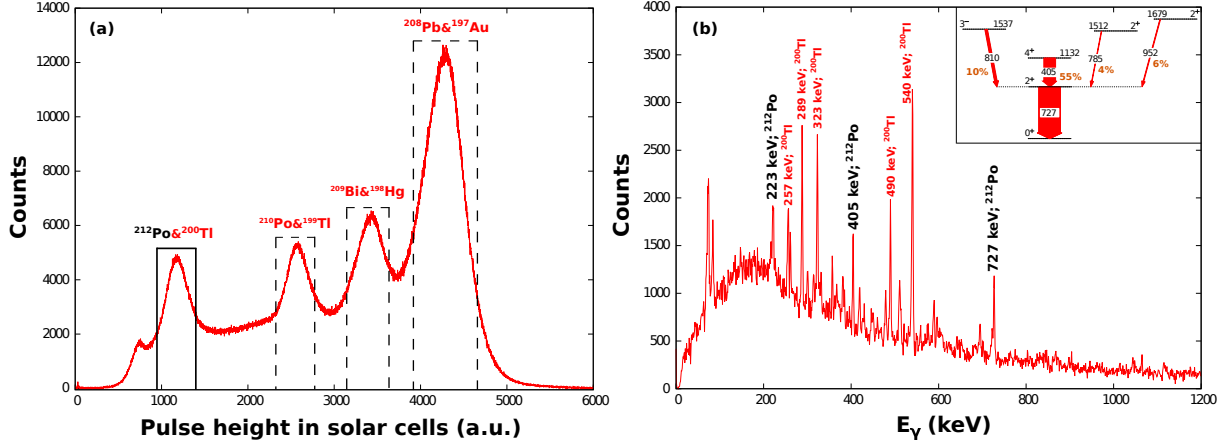 (a)
Counts
14000
12000
10000
8000
6000
4000
2000
0
0
1000
2000
3000
4000
5000
6000
Pulse height in solar cells (a.u.)
²¹²Po&²⁰⁰Tl
²¹⁰Po&¹⁹⁹Tl
²⁰⁹Bi&¹⁹⁸Hg
²⁰⁸Pb&¹⁹⁷Au
(b)
Counts
4000
3500
3000
2500
2000
1500
1000
500
0
200
400
600
800
1000
1200
E_γ (keV)
223 keV; ²¹²Po
257 keV; ²⁰⁰Tl
289 keV; ²⁰⁰Tl
323 keV; ²⁰⁰Tl
405 keV; ²¹²Po
490 keV; ²⁰⁰Tl
540 keV; ²⁰⁰Tl
727 keV; ²¹²Po
3⁻ 1537
1512 2⁺
1679 2⁺
4⁺ 1132
810
405
785
952
10%
55%
4%
6%
2⁺
727
0⁺